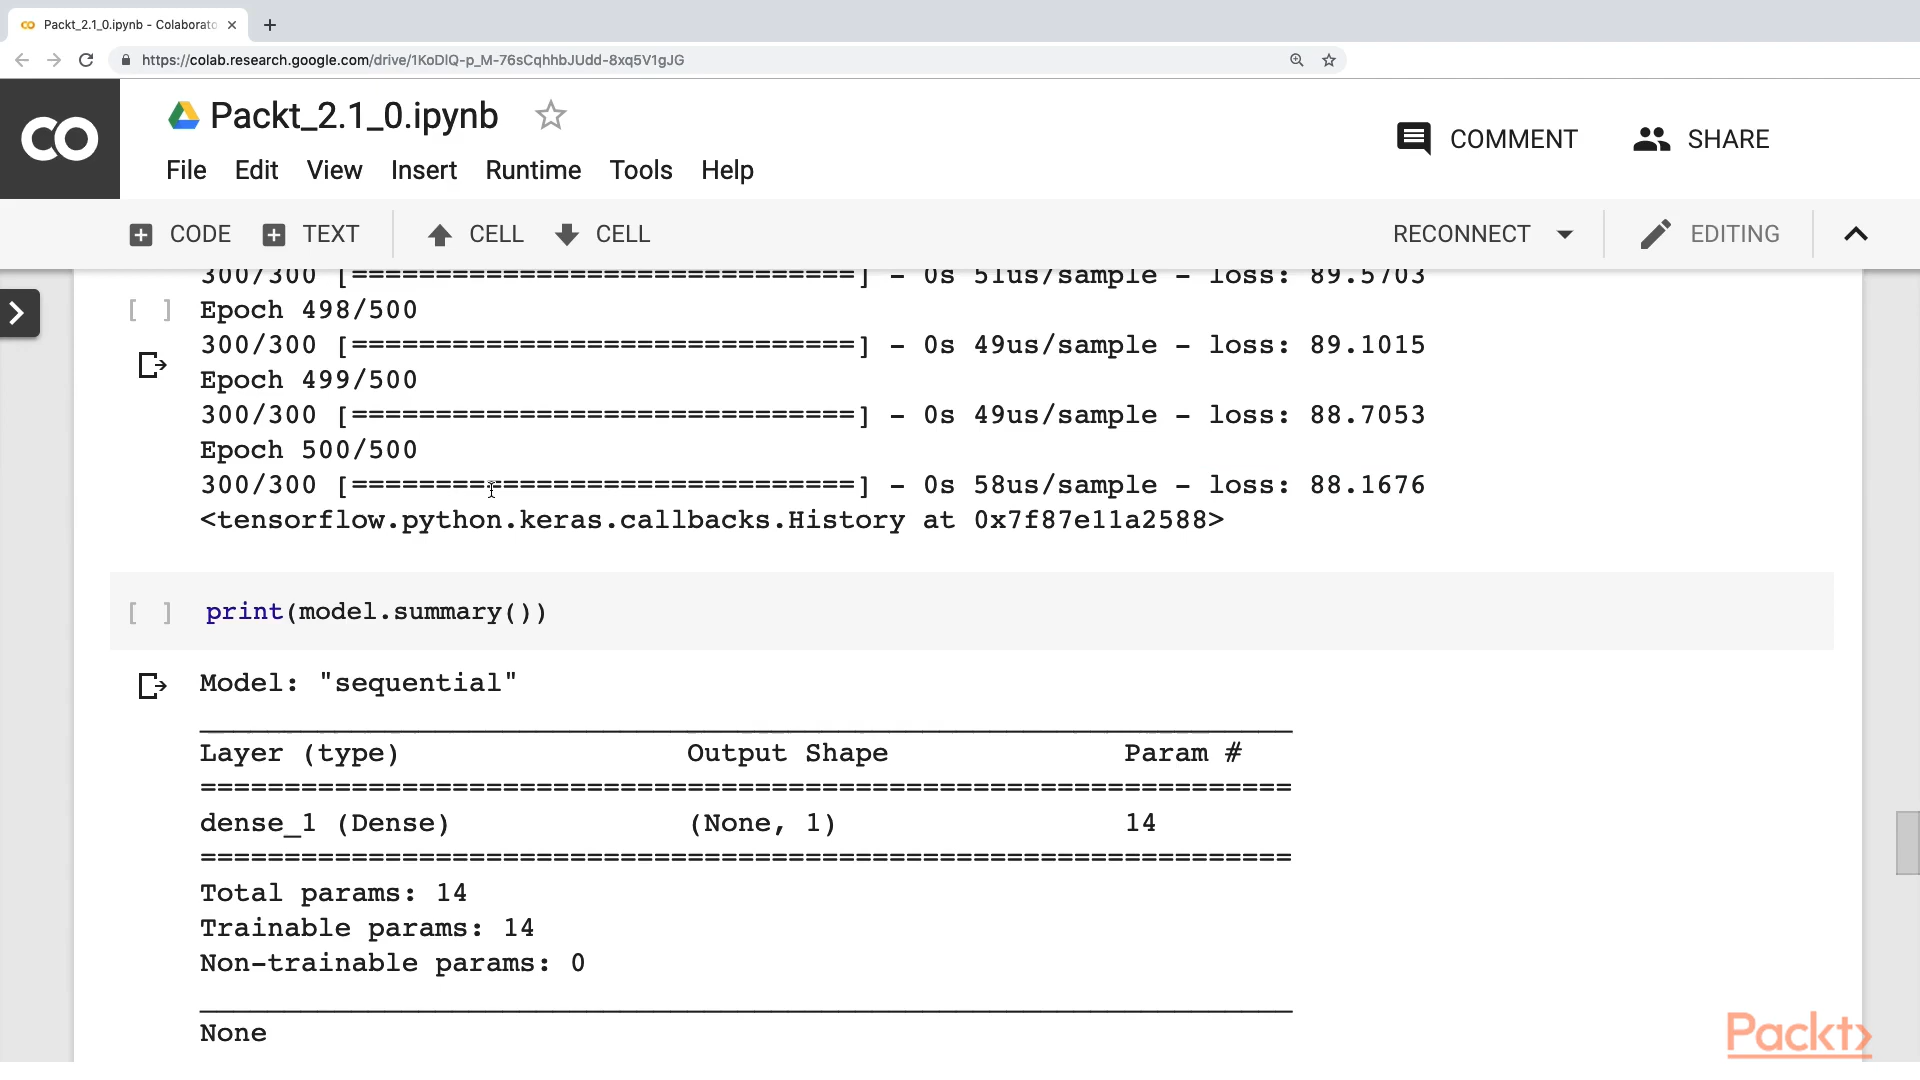 Packt_2.1_0.ipynb - Colaborato
https://colab.research.google.com/drive/1KoDlQ-p_M-76sCqhhbJUdd-8xq5V1gJG
CO
Packt_2.1_0.ipynb
COMMENT
SHARE
File Edit View Insert Runtime Tools Help
CODE TEXT CELL CELL RECONNECT EDITING
300/300 [==============================] - 0s 51us/sample - loss: 89.5703
[ ] Epoch 498/500
300/300 [==============================] - 0s 49us/sample - loss: 89.1015
Epoch 499/500
300/300 [==============================] - 0s 49us/sample - loss: 88.7053
Epoch 500/500
300/300 [==============================] - 0s 58us/sample - loss: 88.1676
<tensorflow.python.keras.callbacks.History at 0x7f87e11a2588>
[ ] print(model.summary())
Model: "sequential"
_________________________________________________________________
Layer (type) Output Shape Param #
=================================================================
dense_1 (Dense) (None, 1) 14
=================================================================
Total params: 14
Trainable params: 14
Non-trainable params: 0
_________________________________________________________________
None
Packt>